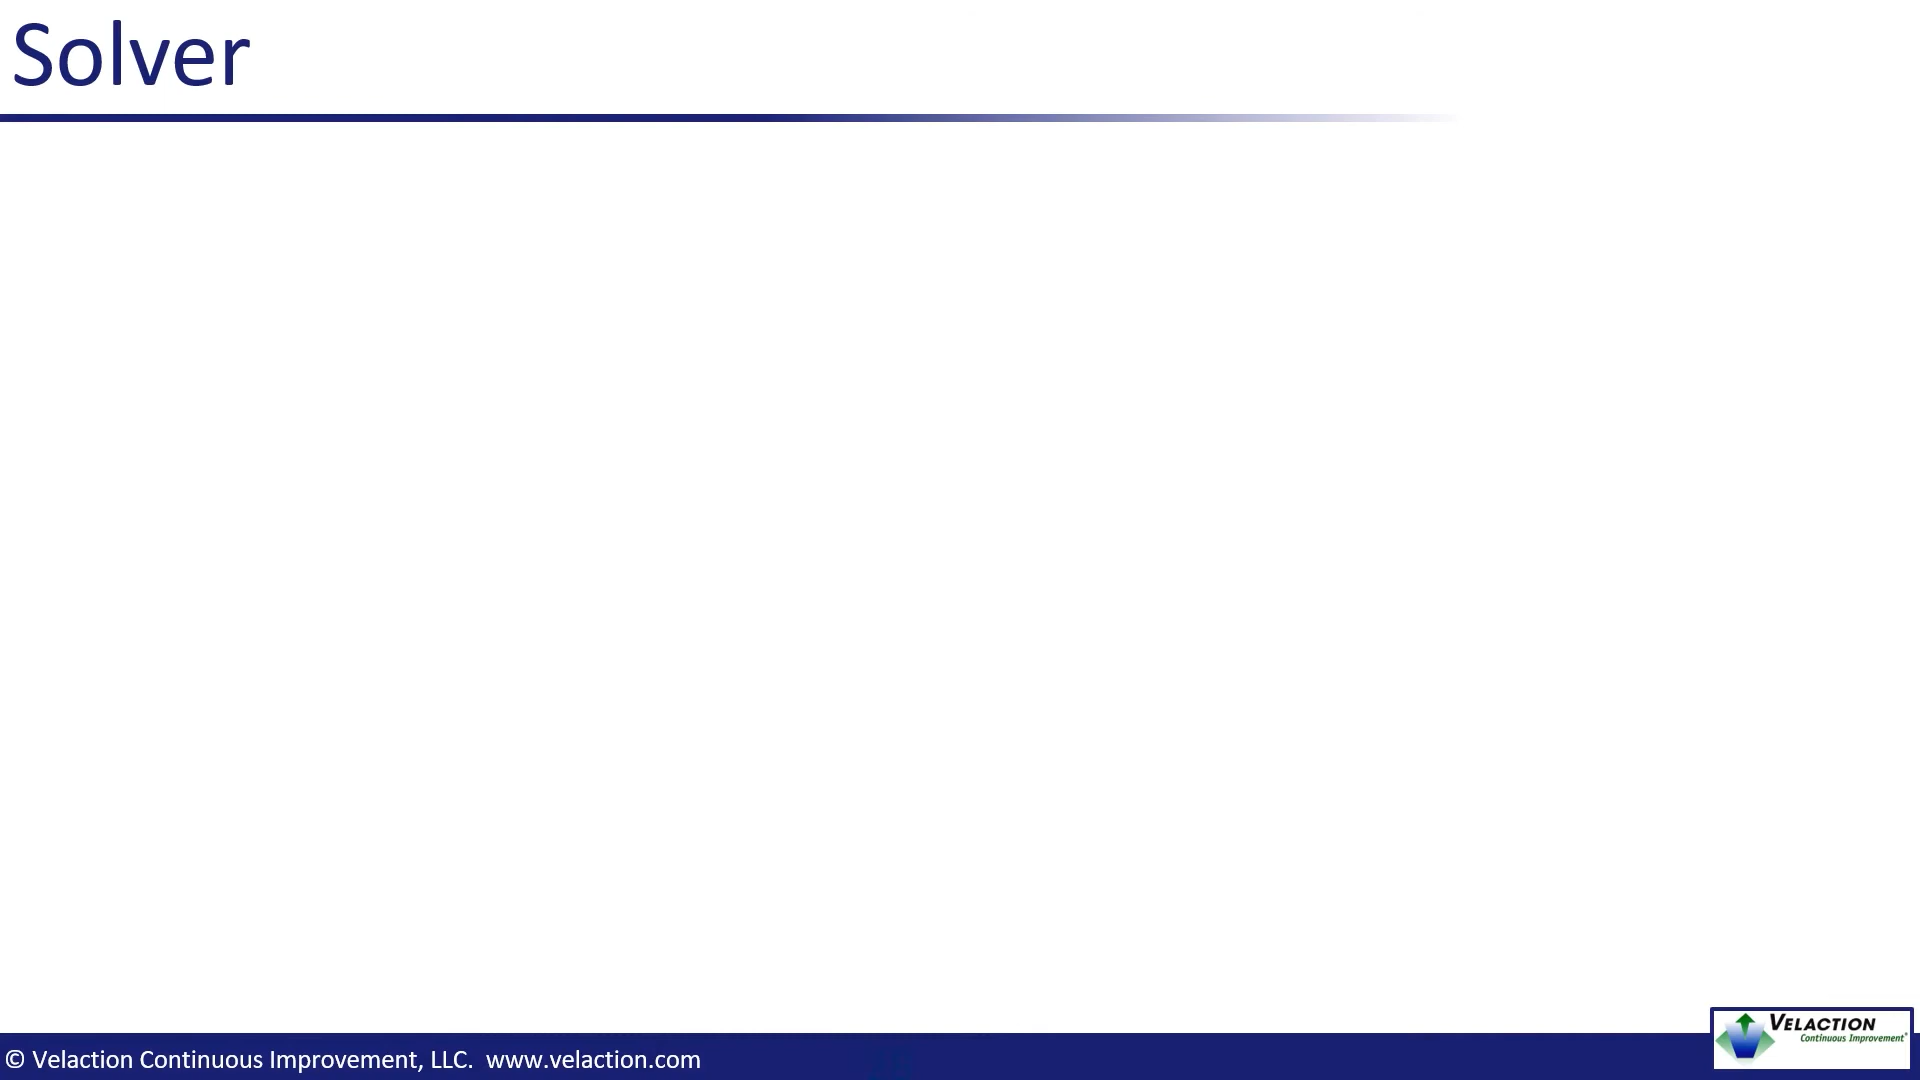 Solver
© Velaction Continuous Improvement, LLC.  www.velaction.com
VELACTION
Continuous Improvement®